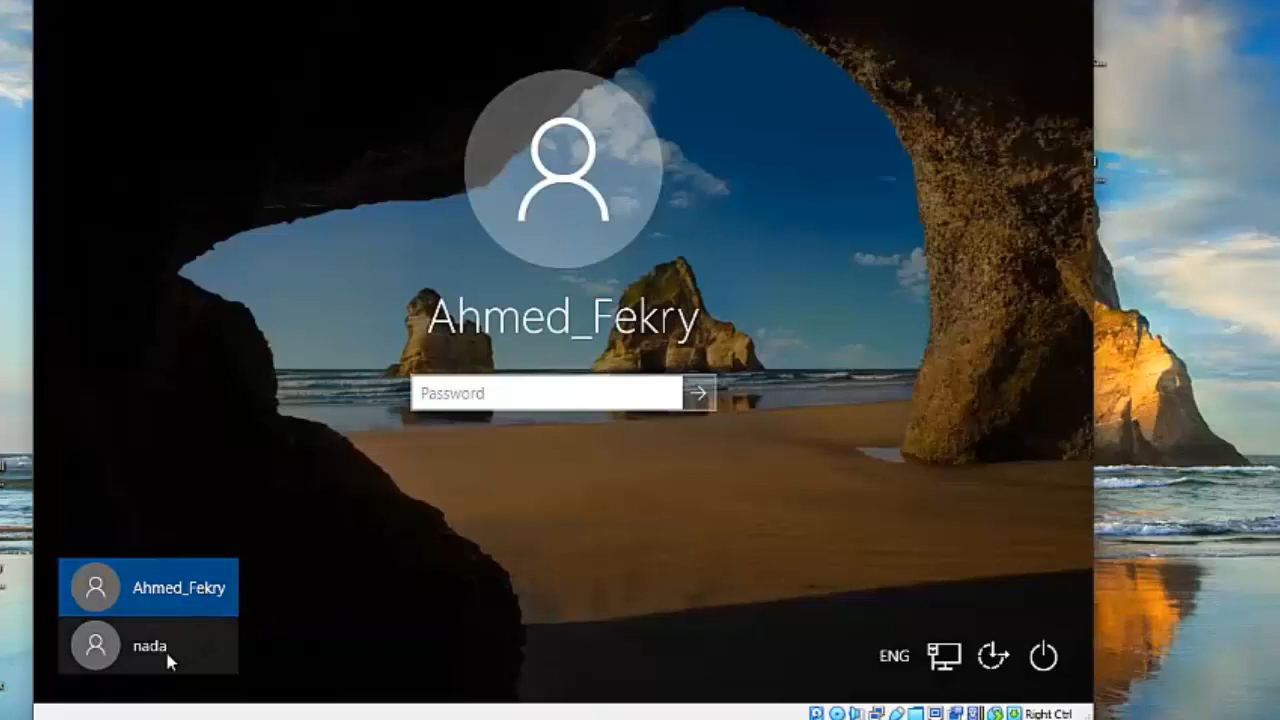 Ahmed_Fekry
Password
Ahmed_Fekry
nada
ENG
Right Ctrl